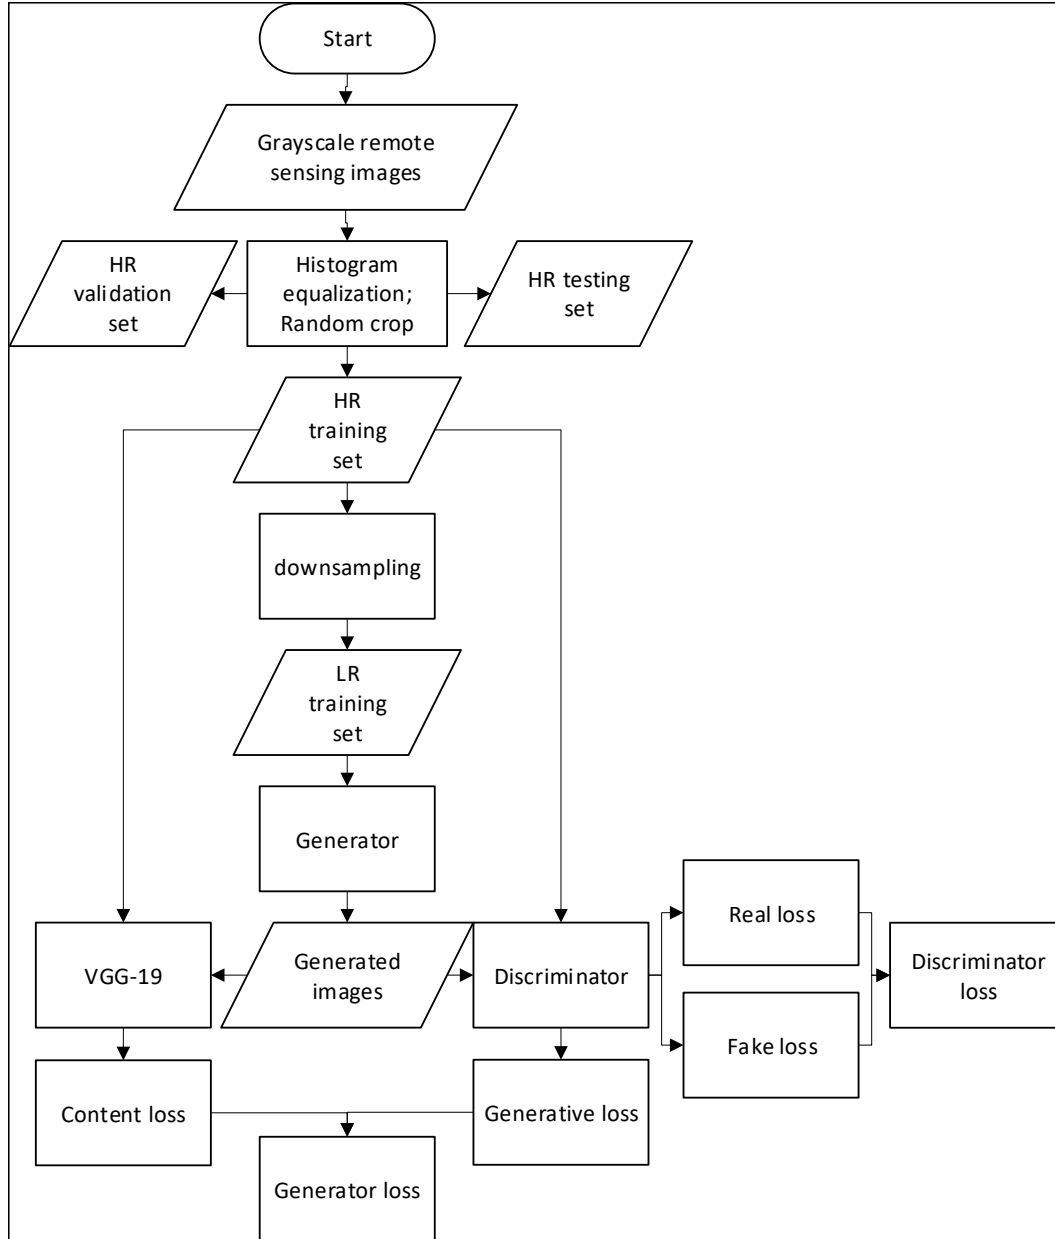 Start
Grayscale remote
sensing images
HR
validation
set
Histogram
equalization;
Random crop
HR testing
set
HR
training
set
downsampling
LR
training
set
Generator
VGG-19
Generated
images
Discriminator
Real loss
Fake loss
Discriminator
loss
Content loss
Generative loss
Generator loss